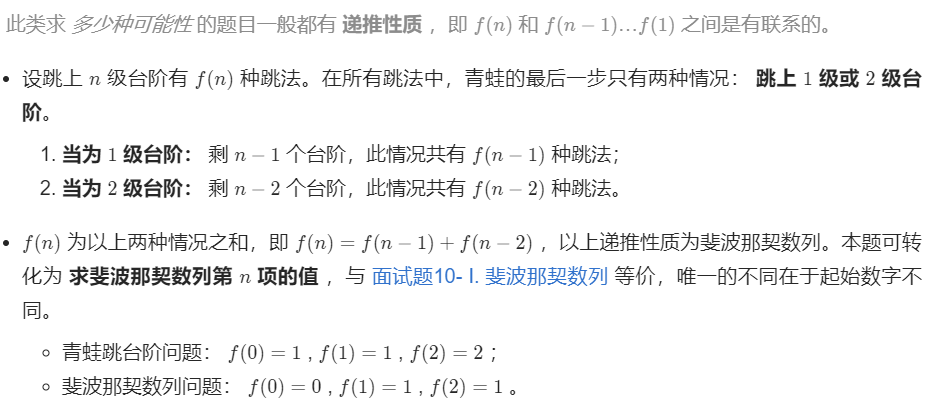 此类求 多少种可能性 的题目一般都有 递推性质 ，即 f(n) 和 f(n − 1)…f(1) 之间是有联系的。
• 设跳上 n 级台阶有 f(n) 种跳法。在所有跳法中，青蛙的最后一步只有两种情况： 跳上 1 级或 2 级台
阶。
1. 当为 1 级台阶： 剩 n − 1 个台阶，此情况共有 f(n − 1) 种跳法；
2. 当为 2 级台阶： 剩 n − 2 个台阶，此情况共有 f(n − 2) 种跳法。
• f(n) 为以上两种情况之和，即 f(n) = f(n − 1) + f(n − 2) ，以上递推性质为斐波那契数列。本题可转
化为 求斐波那契数列第 n 项的值 ，与 面试题10- I. 斐波那契数列 等价，唯一的不同在于起始数字不
同。
◦ 青蛙跳台阶问题： f(0) = 1 , f(1) = 1 , f(2) = 2 ；
◦ 斐波那契数列问题： f(0) = 0 , f(1) = 1 , f(2) = 1 。